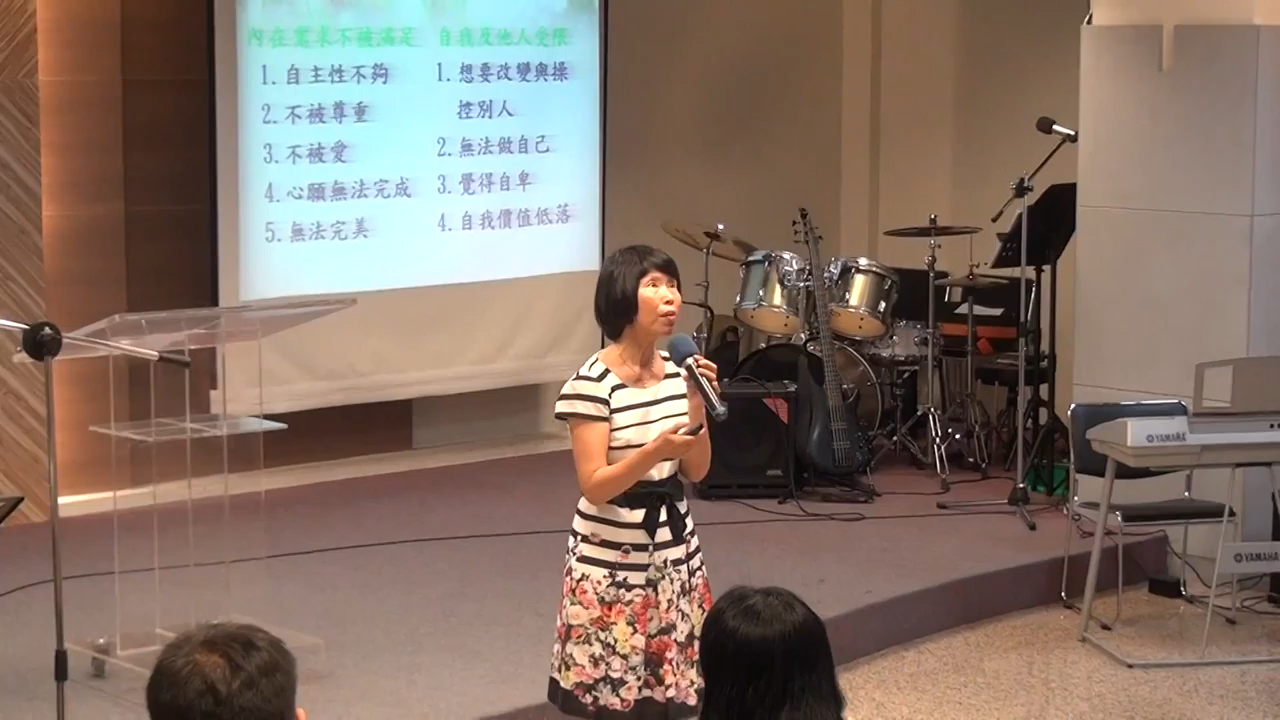 內在需求不被滿足
1.自主性不夠
2.不被尊重
3.不被愛
4.心願無法完成
5.無法完美
自我及他人受限
1.想要改變與操
控別人
2.無法做自己
3.覺得自卑
4.自我價值低落
YAMAHA
YAMAHA